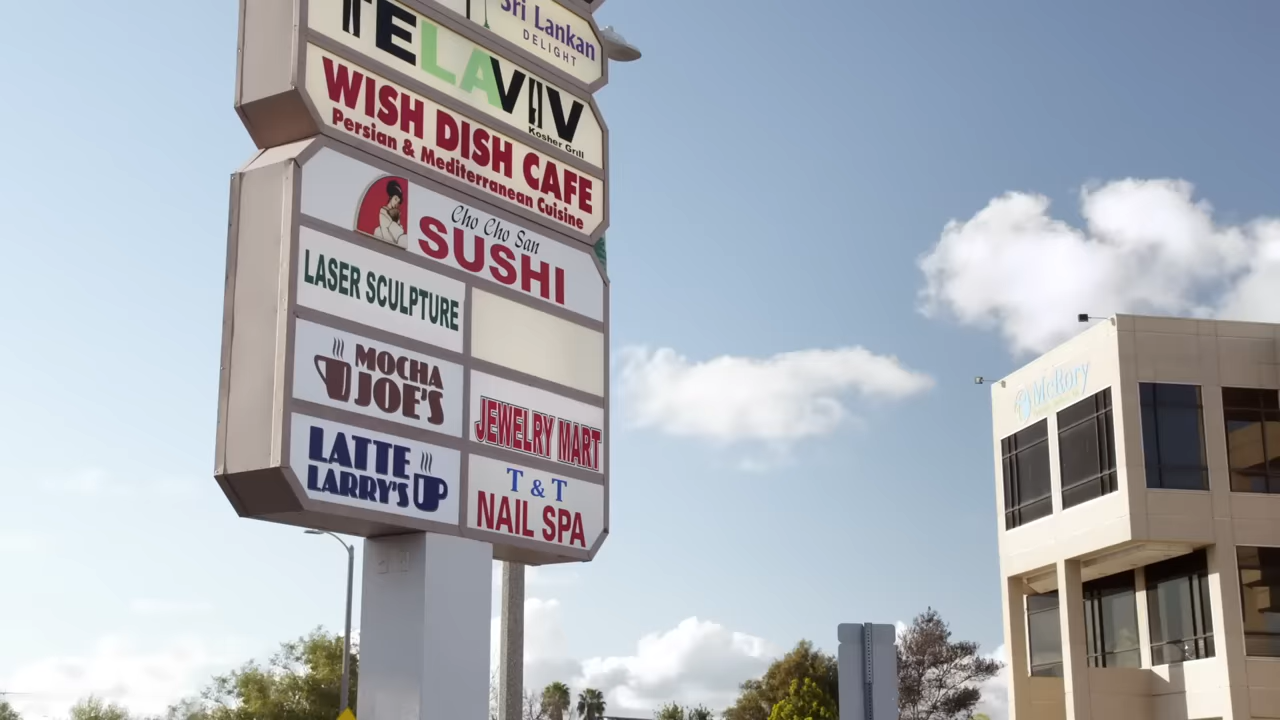 Sri Lankan
DELIGHT
TELAVIV
Kosher Grill
WISH DISH CAFE
Persian & Mediterranean Cuisine
Cho Cho San
SUSHI
LASER SCULPTURE
MOCHA
JOE'S
JEWELRY MART
LATTE
LARRY'S
T & T
NAIL SPA
McRory